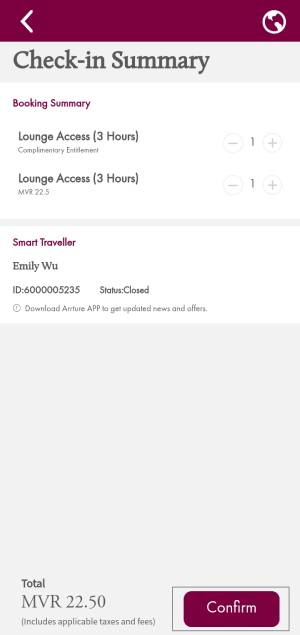 Check-in Summary
Booking Summary
Lounge Access (3 Hours)
Complimentary Entitlement
1
Lounge Access (3 Hours)
MVR 22.5
1
Smart Traveller
Emily Wu
ID:6000005235 Status:Closed
Download Arrture APP to get updated news and offers.
Total
MVR 22.50
(Includes applicable taxes and fees)
Confirm